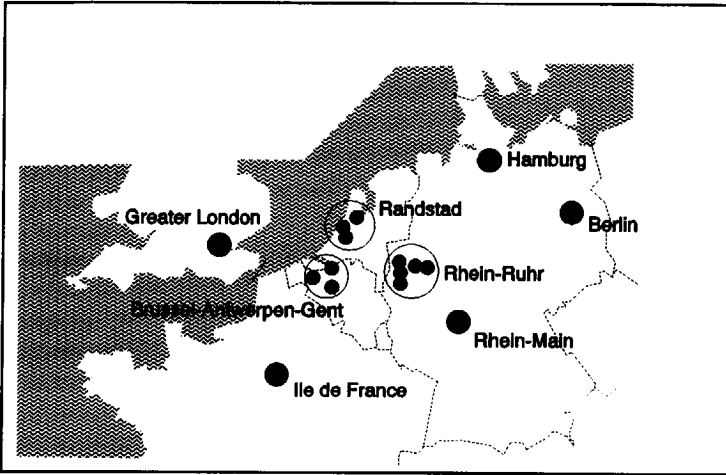 Hamburg
Randstad
Greater London
Berlin
Rhein-Ruhr
Brussel-Antwerpen-Gent
Rhein-Main
Ile de France